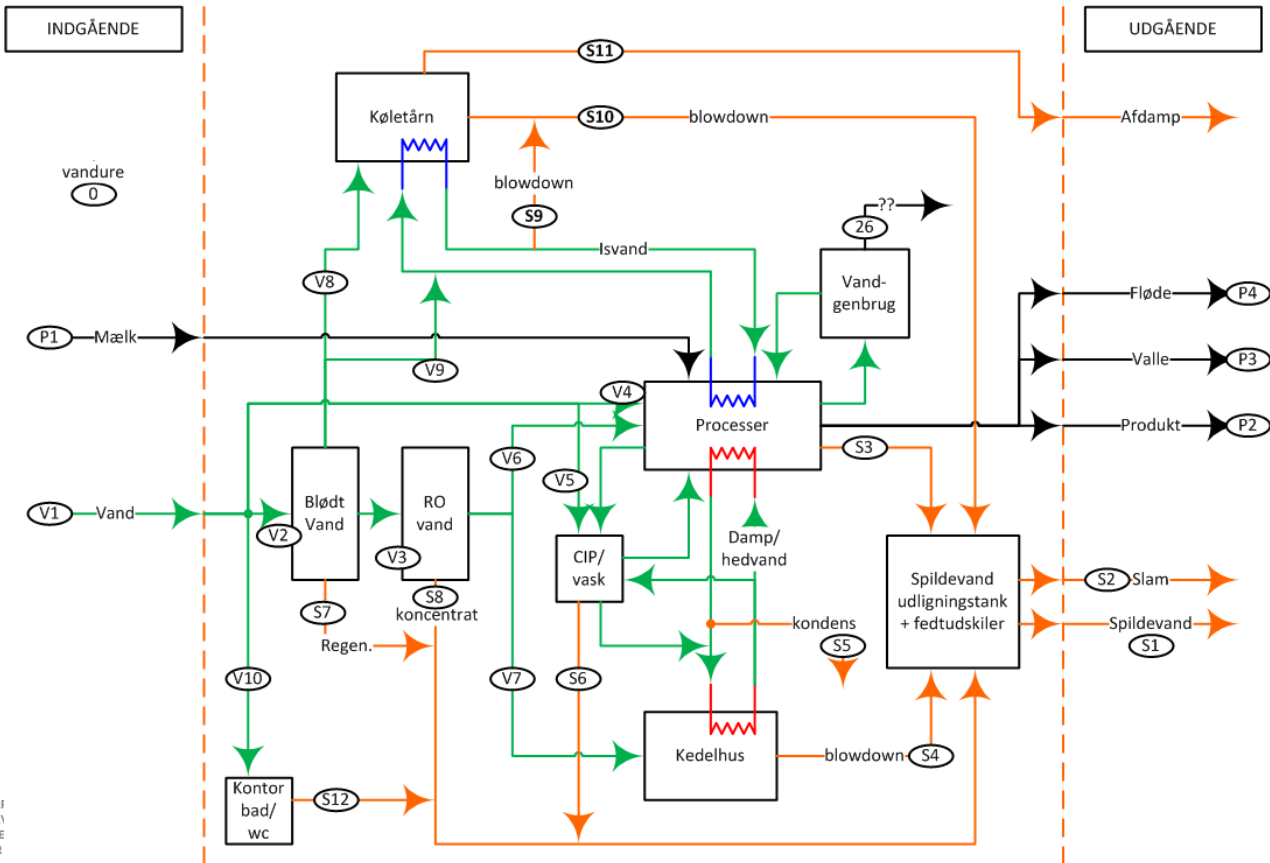 INDGÅENDE
UDGÅENDE
S11
Køletårn
S10
blowdown
Afdamp
vandure
0
blowdown
S9
??
26
Isvand
V8
Vand-
genbrug
Fløde
P4
P1
Mælk
Valle
P3
V9
V4
Processer
Produkt
P2
V6
S3
V5
Blødt
Vand
RO
vand
V1
Vand
V2
V3
CIP/
vask
Damp/
hedvand
Spildevand
udligningstank
+ fedtudskiler
S2
Slam
S7
S8
koncentrat
kondens
S5
Spildevand
S1
Regen.
V10
V7
S6
Kedelhus
blowdown
S4
Kontor
bad/
wc
S12